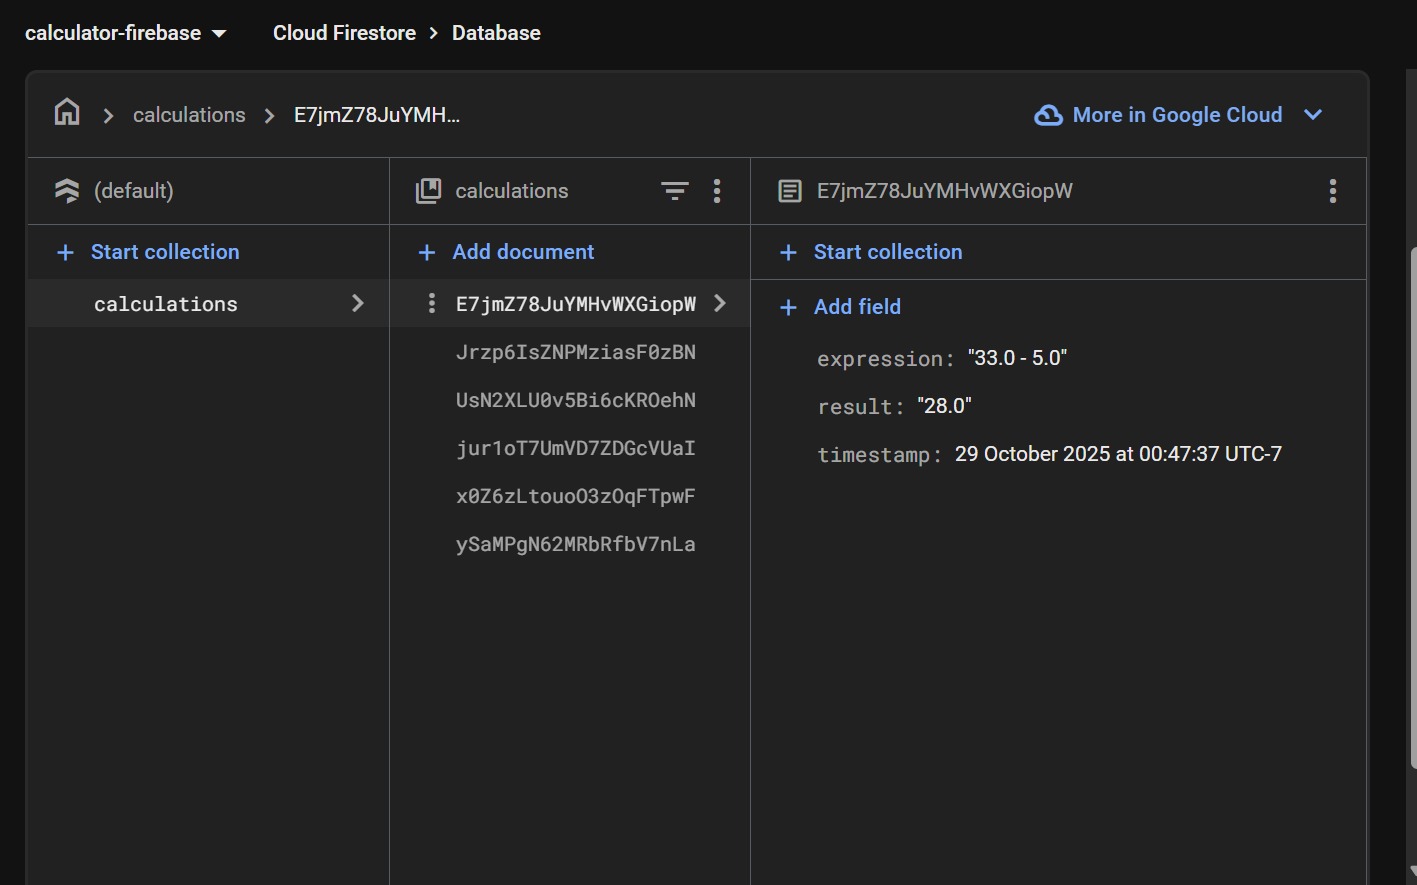 calculator-firebase Cloud Firestore > Database
calculations E7jmZ78JuYMH... More in Google Cloud
(default) calculations E7jmZ78JuYMHvWXGiopW
+ Start collection + Add document + Start collection
calculations E7jmZ78JuYMHvWXGiopW + Add field
Jrzp6IsZNPMziasF0zBN expression: "33.0 - 5.0"
UsN2XLU0v5Bi6cKROehN result: "28.0"
jur1oT7UmVD7ZDGcVUaI timestamp: 29 October 2025 at 00:47:37 UTC-7
x0Z6zLtouoO3zOqFTpwF
ySaMPgN62MRbRfbV7nLa